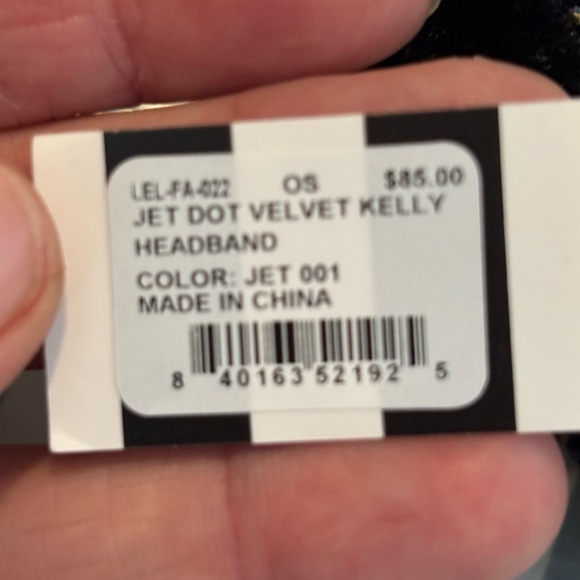 LEL-FA-022 OS $85.00
JET DOT VELVET KELLY
HEADBAND
COLOR: JET 001
MADE IN CHINA
8 40163 52192 5